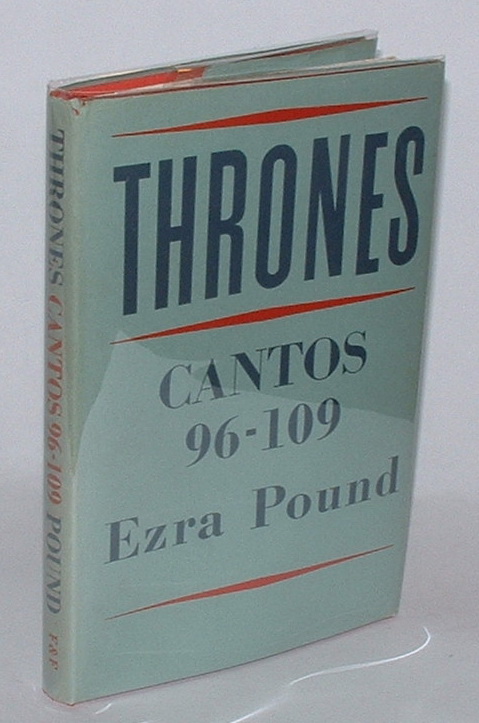 THRONES
CANTOS
96-109
Ezra Pound
THRONES CANTOS 96-109 POUND F&F